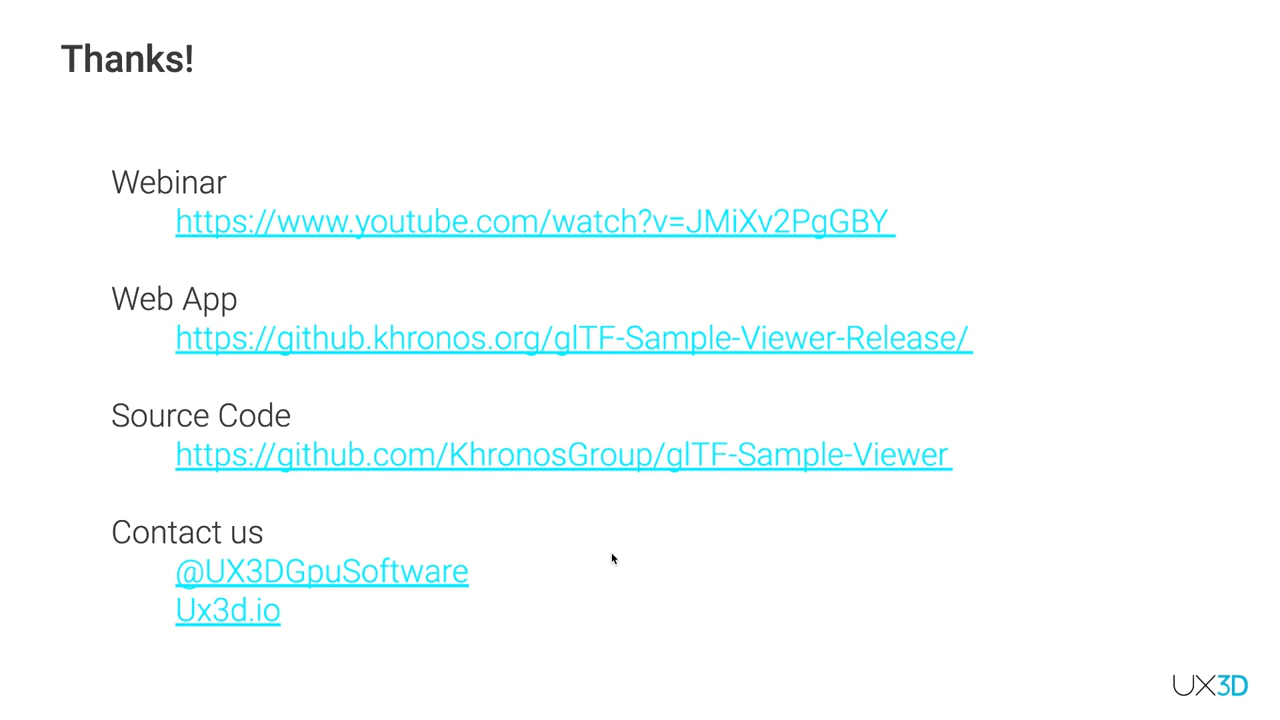 Thanks!
Webinar
https://www.youtube.com/watch?v=JMiXv2PgGBY
Web App
https://github.khronos.org/glTF-Sample-Viewer-Release/
Source Code
https://github.com/KhronosGroup/glTF-Sample-Viewer
Contact us
@UX3DGpuSoftware
Ux3d.io
UX3D